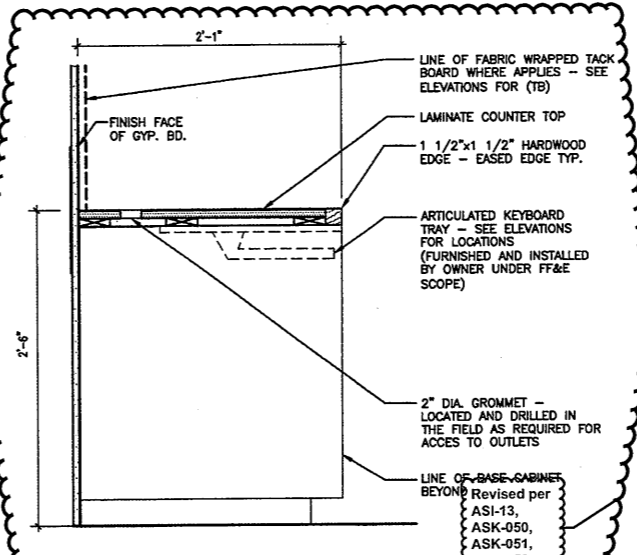 2'-1"
LINE OF FABRIC WRAPPED TACK
BOARD WHERE APPLIES - SEE
ELEVATIONS FOR (TB)
FINISH FACE
OF GYP. BD.
LAMINATE COUNTER TOP
1 1/2"x1 1/2" HARDWOOD
EDGE - EASED EDGE TYP.
ARTICULATED KEYBOARD
TRAY - SEE ELEVATIONS
FOR LOCATIONS
(FURNISHED AND INSTALLED
BY OWNER UNDER FF&E
SCOPE)
2'-6"
2" DIA. GROMMET -
LOCATED AND DRILLED IN
THE FIELD AS REQUIRED FOR
ACCES TO OUTLETS
LINE OF BASE CABINET
BEYOND
Revised per
ASI-13,
ASK-050,
ASK-051,